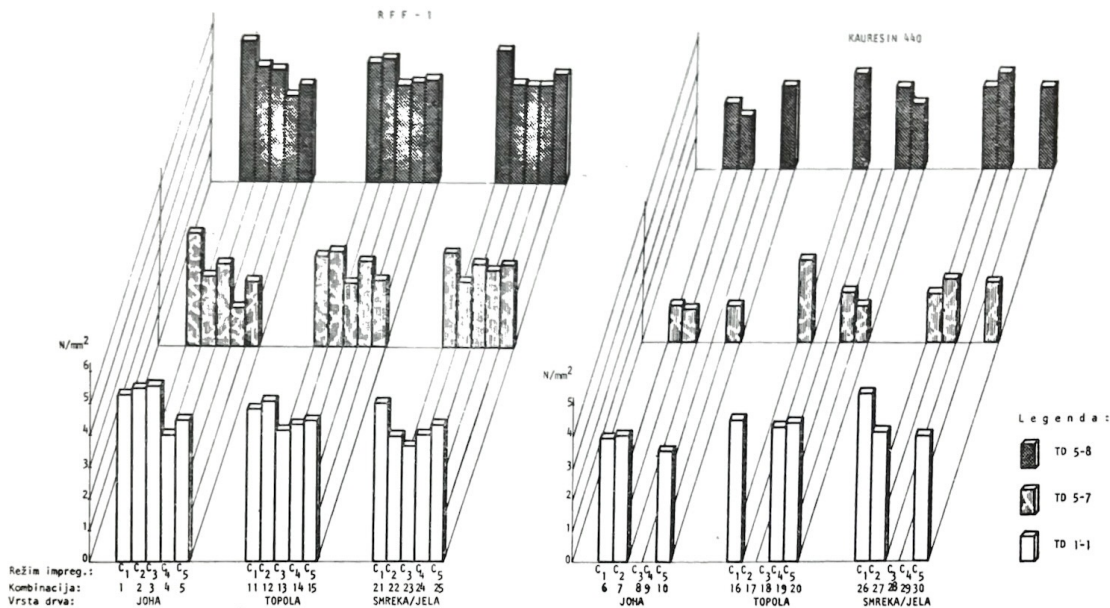 RFF-1
KAURESIN 440
N/mm²
6
5
4
3
2
1
0
N/mm²
5
4
3
2
1
0
Legenda:
TD 5-8
TD 5-7
TD 1-1
Režim impreg.: C1 C2 C3 C4 C5 C1 C2 C3 C4 C5 C1 C2 C3 C4 C5 C1 C2 C3 C4 C5 C1 C2 C3 C4 C5 C1 C2 C3 C4 C5
Kombinacija: 1 2 3 4 5 11 12 13 14 15 21 22 23 24 25 6 7 8 9 10 16 17 18 19 20 26 27 28 29 30
Vrsta drva: JOHA TOPOLA SMREKA/JELA JOHA TOPOLA SMREKA/JELA